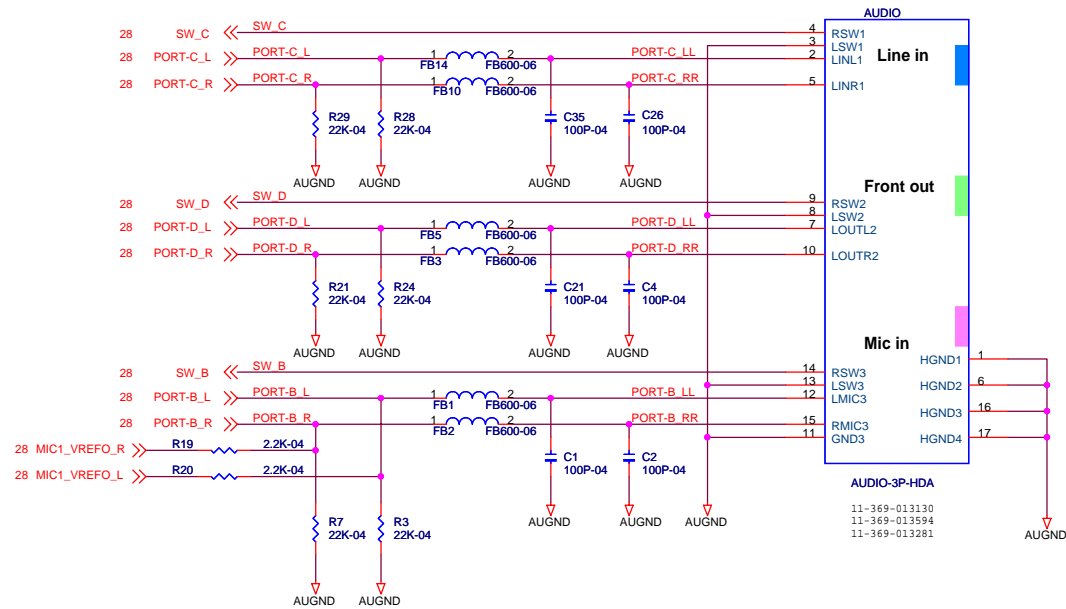 AUDIO
28 SW_C SW_C 4 RSW1
3 LSW1
28 PORT-C_L PORT-C_L 1 2 PORT-C_LL 2 LINL1
Line in
FB14 FB600-06
28 PORT-C_R PORT-C_R 1 2 PORT-C_RR 5 LINR1
FB10 FB600-06
R29 R28 C35 C26
22K-04 22K-04 100P-04 100P-04
AUGND AUGND AUGND AUGND
Front out
28 SW_D SW_D 9 RSW2
8 LSW2
28 PORT-D_L PORT-D_L 1 2 PORT-D_LL 7 LOUTL2
FB5 FB600-06
28 PORT-D_R PORT-D_R 1 2 PORT-D_RR 10 LOUTR2
FB3 FB600-06
R21 R24 C21 C4
22K-04 22K-04 100P-04 100P-04
AUGND AUGND AUGND AUGND
Mic in
HGND1 1
28 SW_B SW_B 14 RSW3
13 LSW3 HGND2 6
28 PORT-B_L PORT-B_L 1 2 PORT-B_LL 12 LMIC3
FB1 FB600-06
HGND3 16
28 PORT-B_R PORT-B_R 1 2 PORT-B_RR 15 RMIC3
FB2 FB600-06
11 GND3 HGND4 17
28 MIC1_VREFO_R R19 2.2K-04
C1 C2
100P-04 100P-04
28 MIC1_VREFO_L R20 2.2K-04
AUDIO-3P-HDA
11-369-013130
11-369-013594
11-369-013281
R7 R3
22K-04 22K-04
AUGND AUGND AUGND AUGND
AUGND AUGND